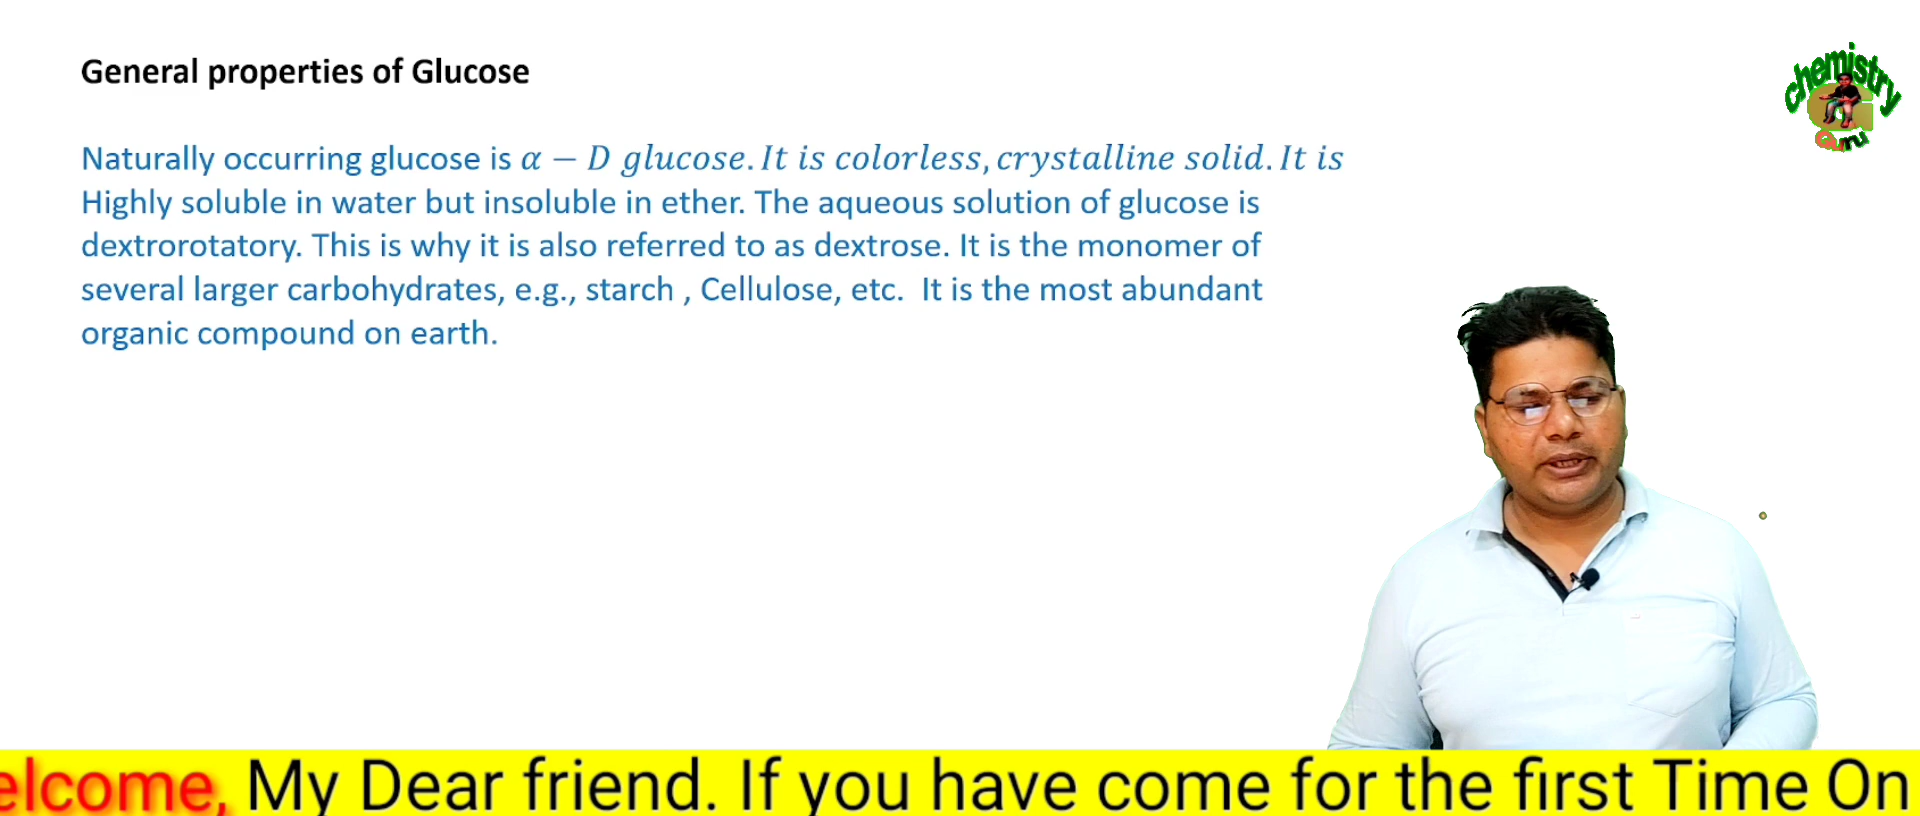 General properties of Glucose
chemistry
G
Guru
Naturally occurring glucose is α − D glucose. It is colorless, crystalline solid. It is
Highly soluble in water but insoluble in ether. The aqueous solution of glucose is
dextrorotatory. This is why it is also referred to as dextrose. It is the monomer of
several larger carbohydrates, e.g., starch , Cellulose, etc.  It is the most abundant
organic compound on earth.
elcome, My Dear friend. If you have come for the first Time On